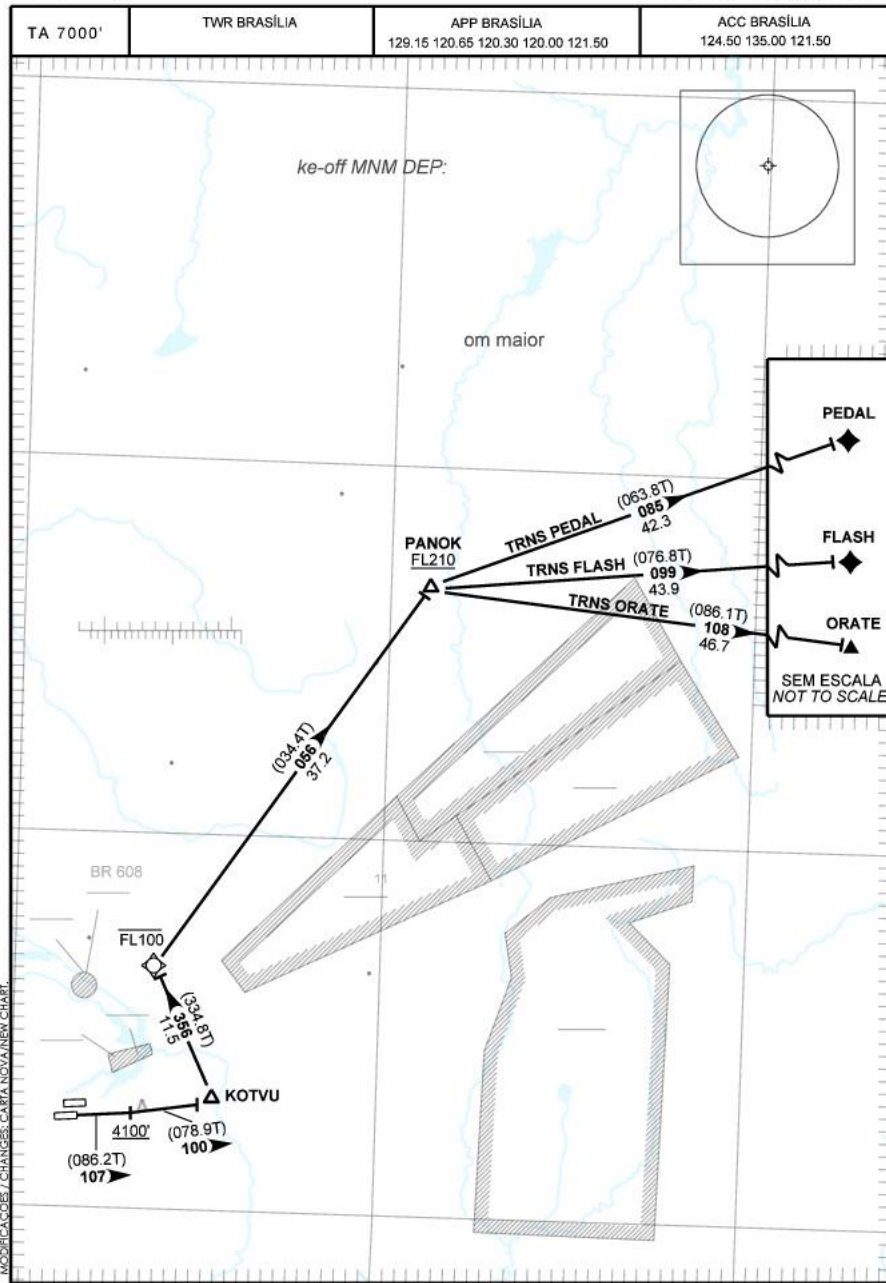 TA 7000'
TWR BRASÍLIA
APP BRASÍLIA
129.15 120.65 120.30 120.00 121.50
ACC BRASÍLIA
124.50 135.00 121.50
ke-off MNM DEP:
om maior
PEDAL
(063.8T)
085
42.3
TRNS PEDAL
PANOK
FL210
FLASH
TRNS FLASH
(076.8T)
099
43.9
TRNS ORATE
(086.1T)
108
46.7
ORATE
SEM ESCALA
NOT TO SCALE
(034.4T)
056
37.2
BR 608
11
FL100
(334.8T)
356
11.5
KOTVU
4100'
(078.9T)
100
(086.2T)
107
MODIFICAÇÕES / CHANGES: CARTA NOVA/NEW CHART.